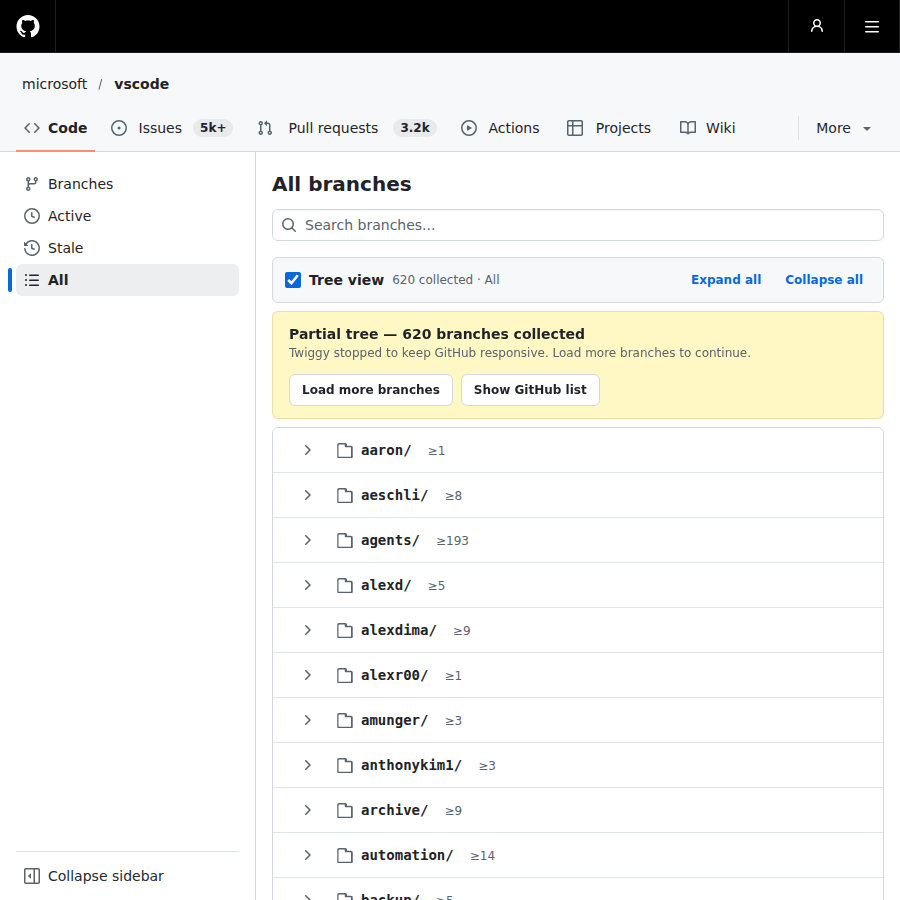 microsoft / vscode
Code Issues 5k+ Pull requests 3.2k Actions Projects Wiki More
Branches
Active
Stale
All
Collapse sidebar
All branches
Search branches...
Tree view 620 collected · All Expand all Collapse all
Partial tree — 620 branches collected
Twiggy stopped to keep GitHub responsive. Load more branches to continue.
Load more branches Show GitHub list
aaron/ ≥1
aeschli/ ≥8
agents/ ≥193
alexd/ ≥5
alexdima/ ≥9
alexr00/ ≥1
amunger/ ≥3
anthonykim1/ ≥3
archive/ ≥9
automation/ ≥14
backup/ ≥5